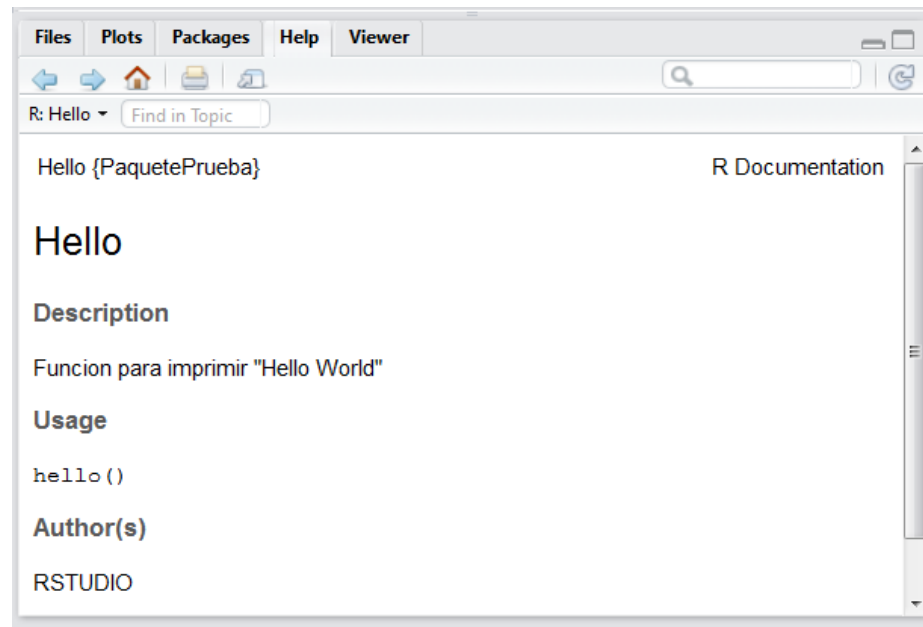 Files Plots Packages Help Viewer
R: Hello Find in Topic
Hello {PaquetePrueba} R Documentation
Hello
Description
Funcion para imprimir "Hello World"
Usage
hello()
Author(s)
RSTUDIO